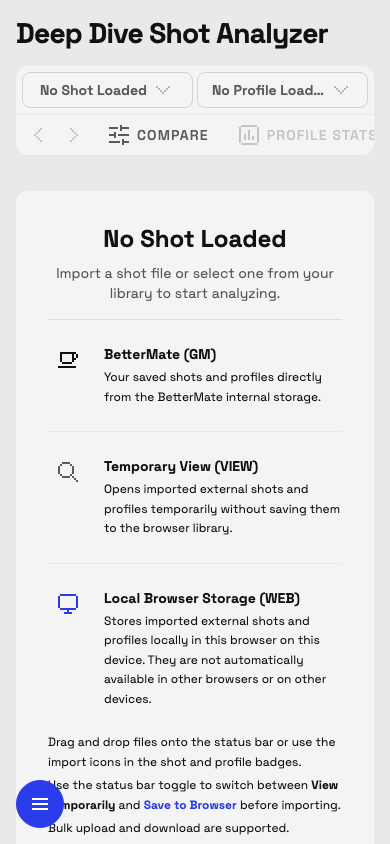 Deep Dive Shot Analyzer
No Shot Loaded
No Profile Load...
COMPARE
PROFILE STATS
No Shot Loaded
Import a shot file or select one from your
library to start analyzing.
BetterMate (GM)
Your saved shots and profiles directly
from the BetterMate internal storage.
Temporary View (VIEW)
Opens imported external shots and
profiles temporarily without saving them
to the browser library.
Local Browser Storage (WEB)
Stores imported external shots and
profiles locally in this browser on this
device. They are not automatically
available in other browsers or on other
devices.
Drag and drop files onto the status bar or use the
import icons in the shot and profile badges.
Use the status bar toggle to switch between View
mporarily and Save to Browser before importing.
Bulk upload and download are supported.